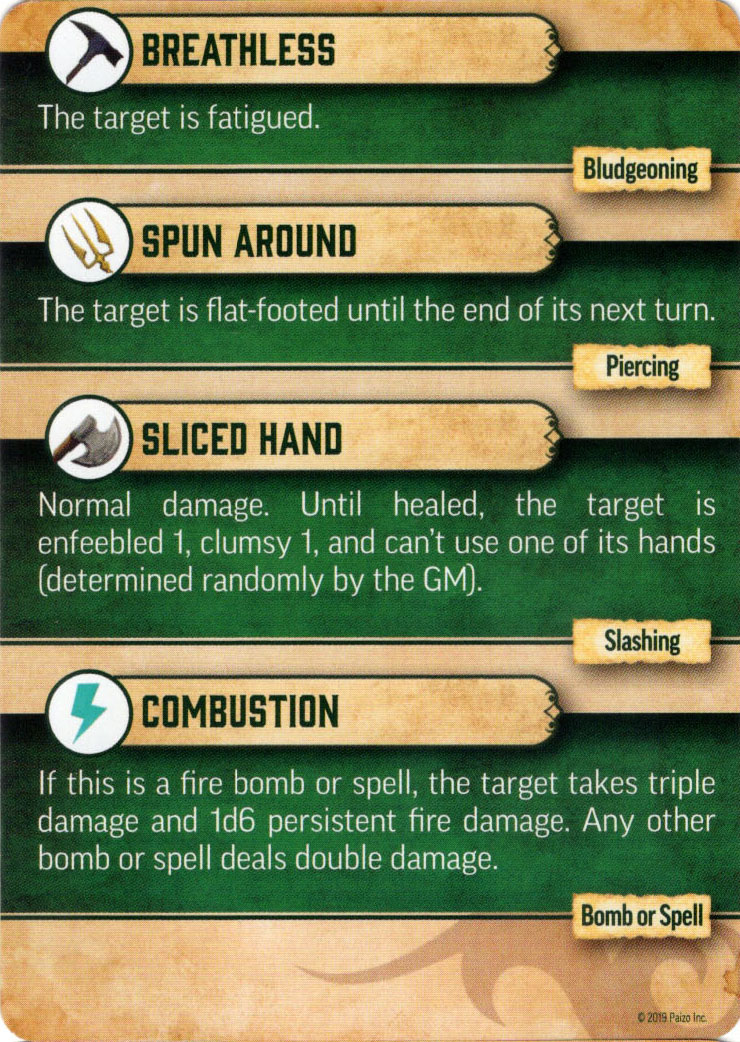 BREATHLESS
The target is fatigued.
Bludgeoning
SPUN AROUND
The target is flat-footed until the end of its next turn.
Piercing
SLICED HAND
Normal damage. Until healed, the target is
enfeebled 1, clumsy 1, and can't use one of its hands
(determined randomly by the GM).
Slashing
COMBUSTION
If this is a fire bomb or spell, the target takes triple
damage and 1d6 persistent fire damage. Any other
bomb or spell deals double damage.
Bomb or Spell
© 2019 Paizo Inc.